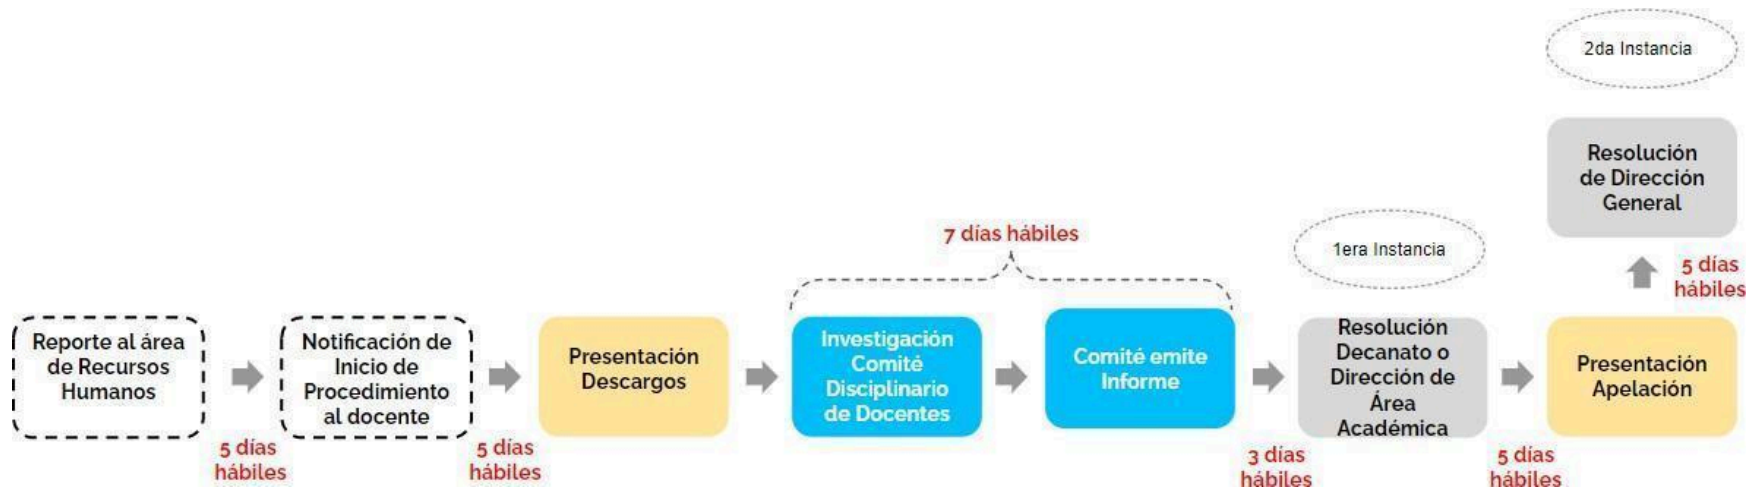 2da Instancia
Resolución
de Dirección
General
5 días
hábiles
7 días hábiles
1era Instancia
Reporte al área
de Recursos
Humanos
5 días
hábiles
Notificación de
Inicio de
Procedimiento
al docente
5 días
hábiles
Presentación
Descargos
Investigación
Comité
Disciplinario
de Docentes
Comité emite
Informe
3 días
hábiles
Resolución
Decanato o
Dirección de
Área
Académica
5 días
hábiles
Presentación
Apelación